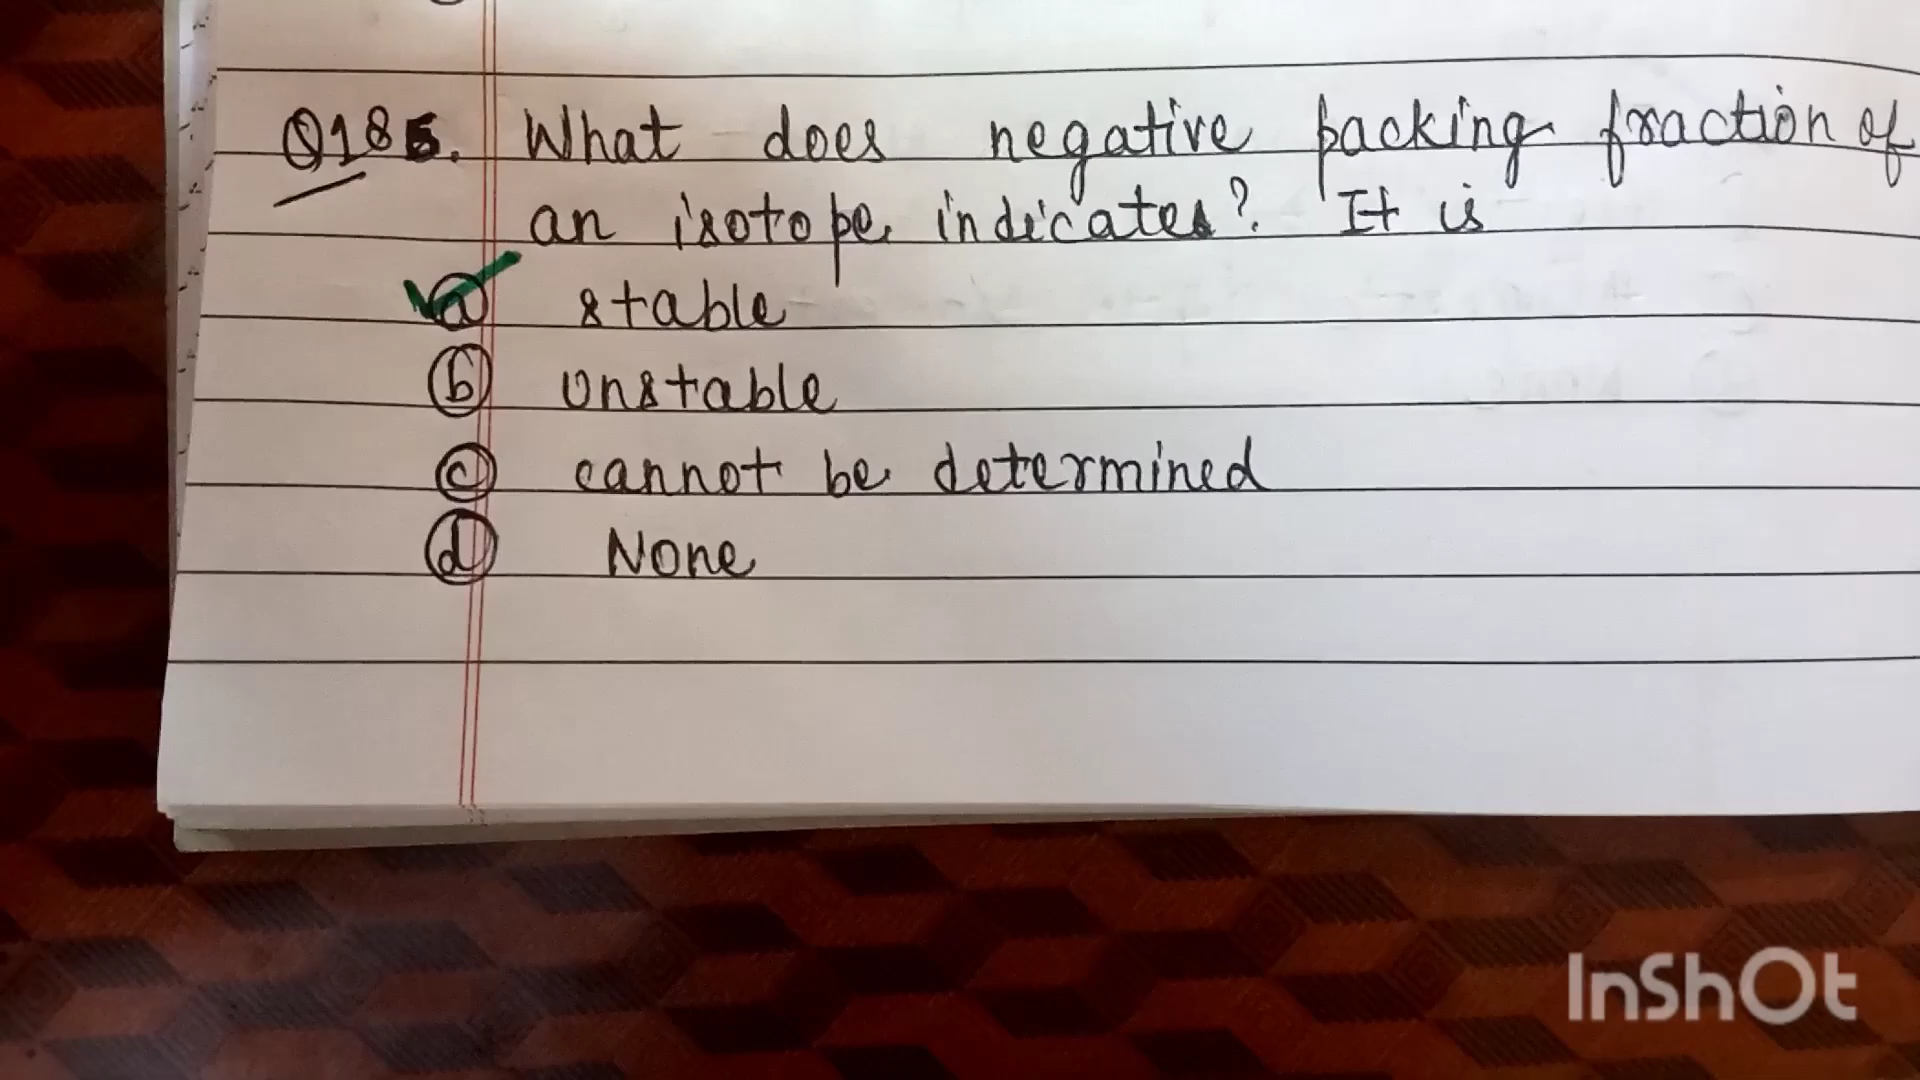 Q185. What does negative packing fraction of
an isotope indicates? It is
(a) stable
(b) unstable
(c) cannot be determined
(d) None
InShOt